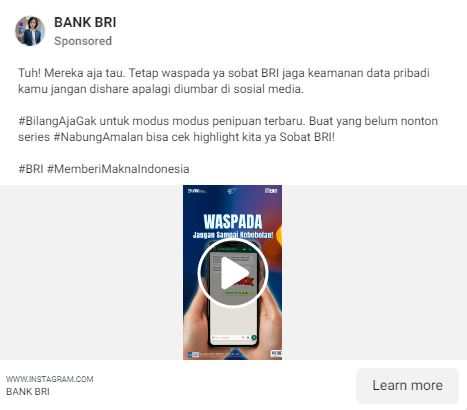 BANK BRI
Sponsored
Tuh! Mereka aja tau. Tetap waspada ya sobat BRI jaga keamanan data pribadi
kamu jangan dishare apalagi diumbar di sosial media.
#BilangAjaGak untuk modus modus penipuan terbaru. Buat yang belum nonton
series #NabungAmalan bisa cek highlight kita ya Sobat BRI!
#BRI #MemberiMaknaIndonesia
BRI
WASPADA
Jangan Sampai Kebobolan!
WWW.INSTAGRAM.COM
BANK BRI
Learn more